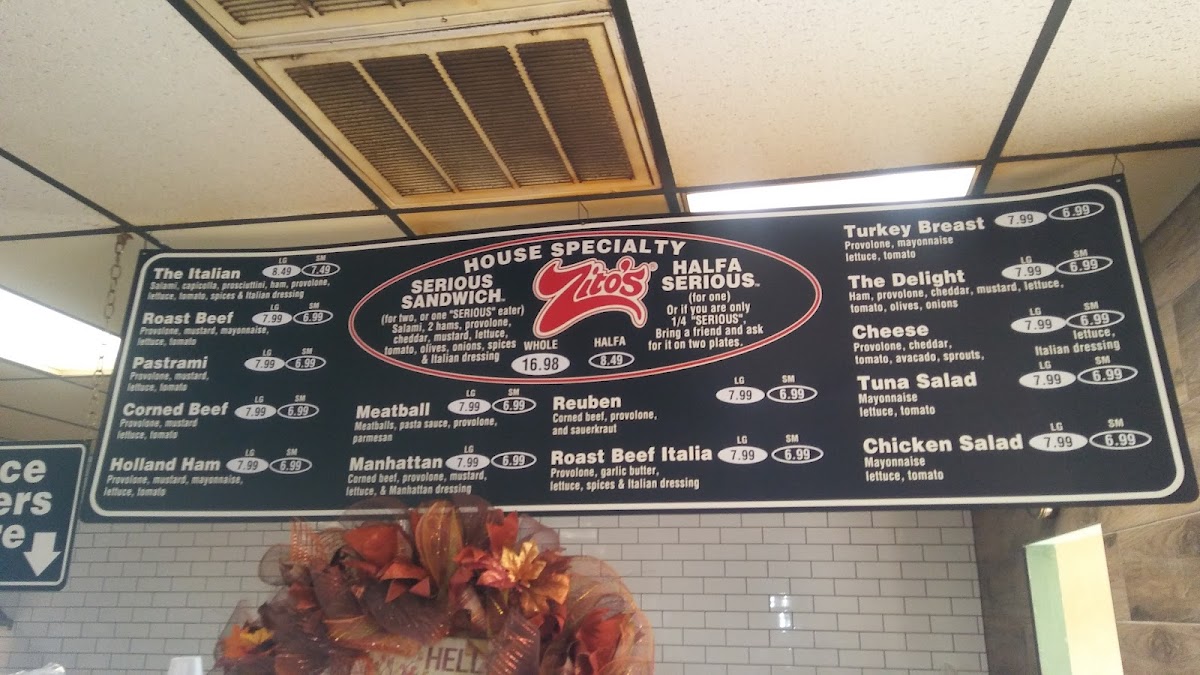 The Italian LG 8.49 SM 7.49
Salami, capicolla, prosciuttini, ham, provolone,
lettuce, tomato, spices & Italian dressing
Roast Beef LG 7.99 SM 6.99
Provolone, mustard, mayonnaise,
lettuce, tomato
Pastrami LG 7.99 SM 6.99
Provolone, mustard,
lettuce, tomato
Corned Beef LG 7.99 SM 6.99
Provolone, mustard
lettuce, tomato
Holland Ham LG 7.99 SM 6.99
Provolone, mustard, mayonnaise,
lettuce, tomato
HOUSE SPECIALTY
Zito's®
SERIOUS
SANDWICH™
(for two, or one "SERIOUS" eater)
Salami, 2 hams, provolone,
cheddar, mustard, lettuce,
tomato, olives, onions, spices
& Italian dressing
WHOLE
16.98
HALFA
SERIOUS™
(for one)
Or if you are only
1/4 "SERIOUS",
Bring a friend and ask
for it on two plates.
HALFA
8.49
Meatball LG 7.99 SM 6.99
Meatballs, pasta sauce, provolone,
parmesan
Manhattan LG 7.99 SM 6.99
Corned beef, provolone, mustard,
lettuce, & Manhattan dressing
Reuben LG 7.99 SM 6.99
Corned beef, provolone,
and sauerkraut
Roast Beef Italia LG 7.99 SM 6.99
Provolone, garlic butter,
lettuce, spices & Italian dressing
Turkey Breast 7.99 6.99
Provolone, mayonnaise
lettuce, tomato
The Delight LG 7.99 SM 6.99
Ham, provolone, cheddar, mustard, lettuce,
tomato, olives, onions
Cheese LG 7.99 SM 6.99
Provolone, cheddar, lettuce,
tomato, avacado, sprouts, Italian dressing
Tuna Salad LG 7.99 SM 6.99
Mayonnaise
lettuce, tomato
Chicken Salad LG 7.99 SM 6.99
Mayonnaise
lettuce, tomato
ce
ers
re
HELL